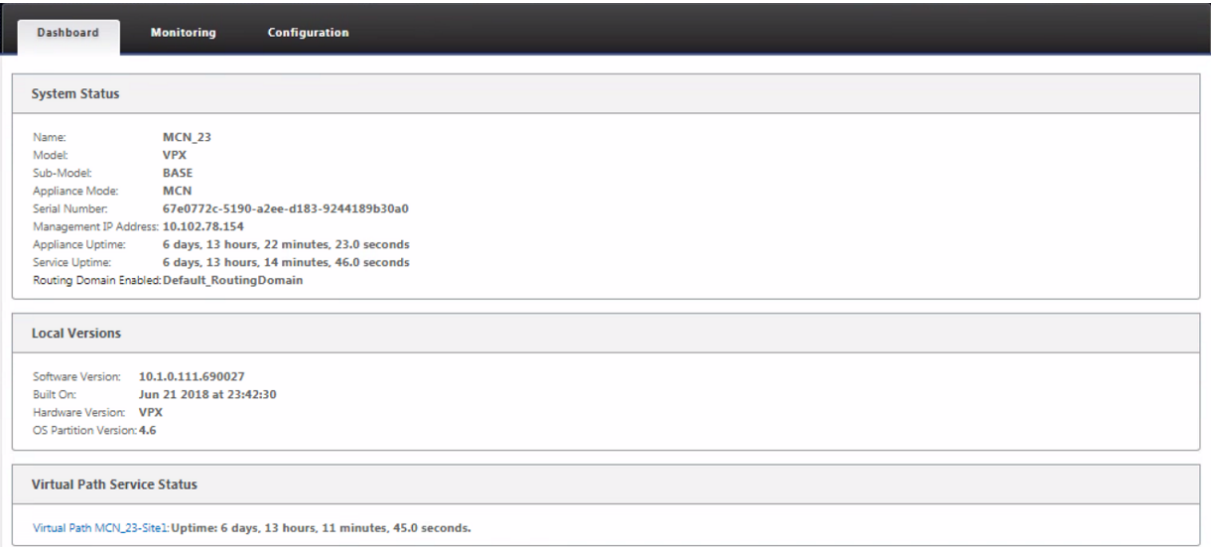 Dashboard Monitoring Configuration
System Status
Name: MCN_23
Model: VPX
Sub-Model: BASE
Appliance Mode: MCN
Serial Number: 67e0772c-5190-a2ee-d183-9244189b30a0
Management IP Address: 10.102.78.154
Appliance Uptime: 6 days, 13 hours, 22 minutes, 23.0 seconds
Service Uptime: 6 days, 13 hours, 14 minutes, 46.0 seconds
Routing Domain Enabled: Default_RoutingDomain
Local Versions
Software Version: 10.1.0.111.690027
Built On: Jun 21 2018 at 23:42:30
Hardware Version: VPX
OS Partition Version: 4.6
Virtual Path Service Status
Virtual Path MCN_23-Site1: Uptime: 6 days, 13 hours, 11 minutes, 45.0 seconds.